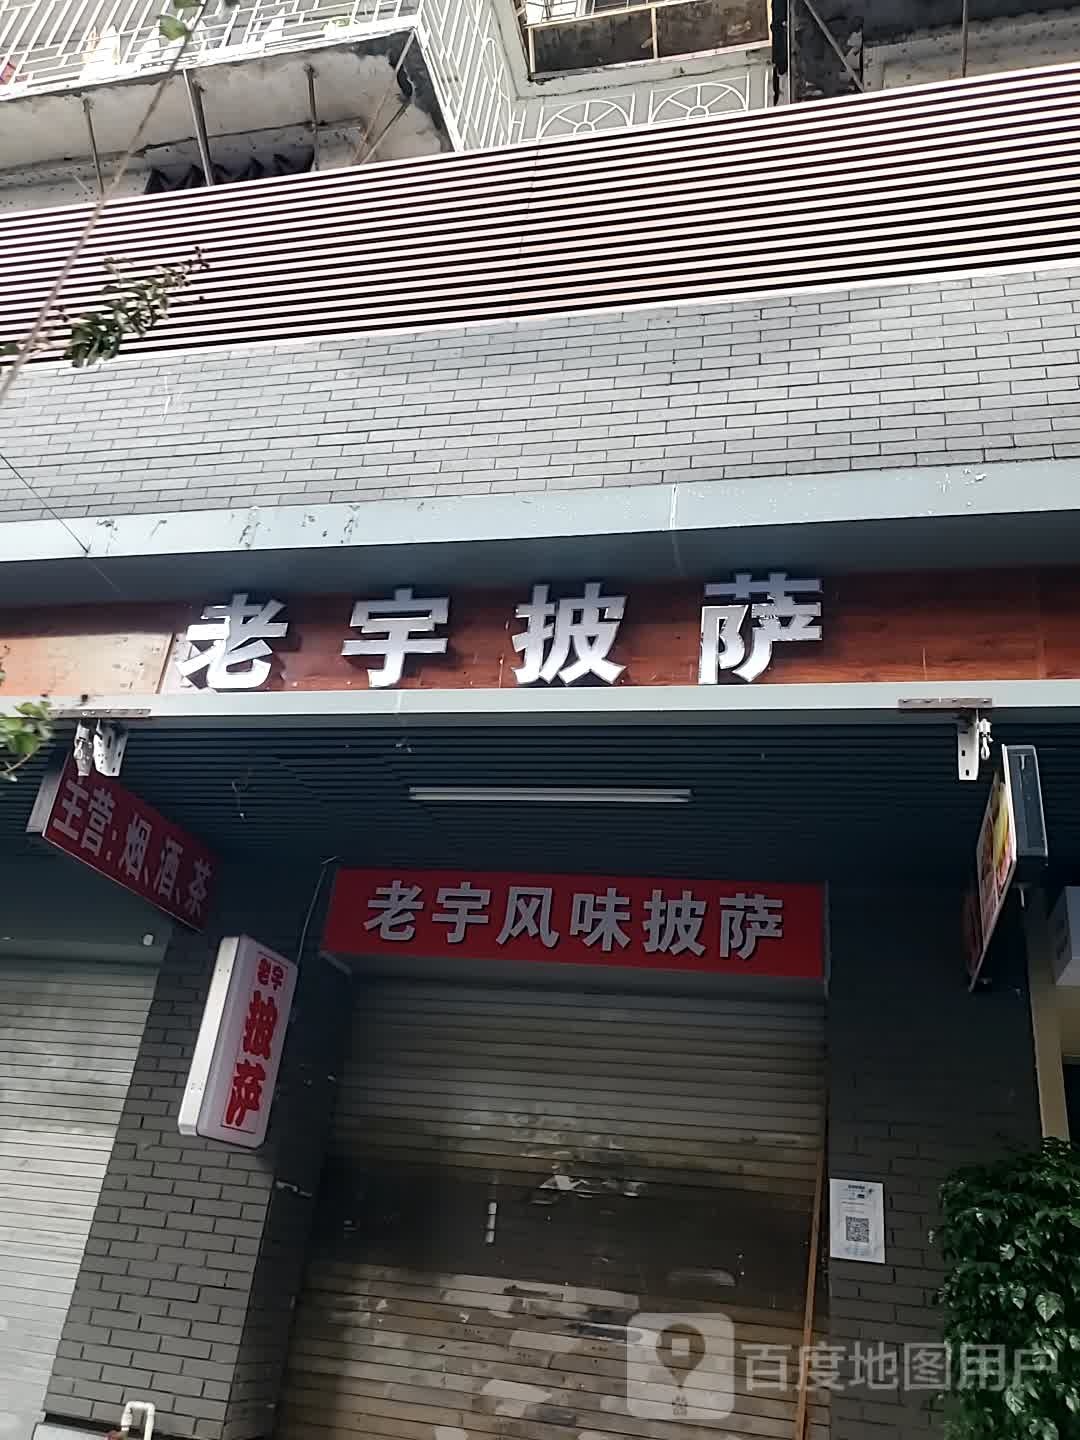 老宇披萨
主营:烟、酒、茶
老宇风味披萨
老宇
披萨
百度地图用户